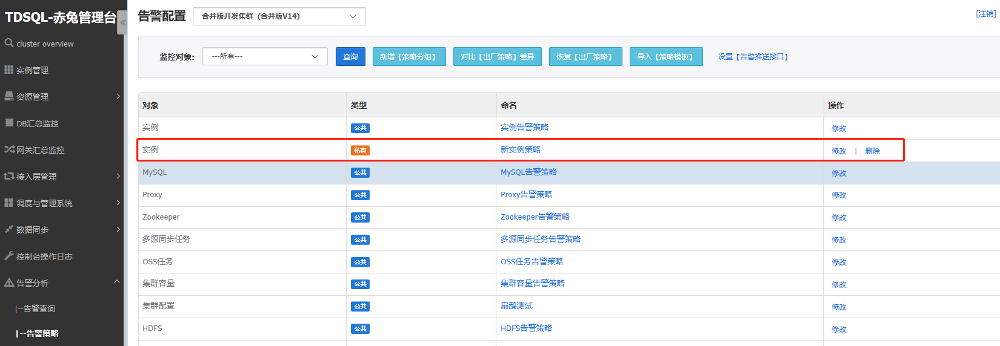 TDSQL-赤兔管理台
«
告警配置
合并版开发集群（合并版V14）
[注销]
cluster overview
实例管理
资源管理
DB汇总监控
网关汇总监控
接入层管理
调度与管理系统
数据同步
控制台操作日志
告警分析
|--告警查询
|--告警策略
监控对象: ---所有--- 查询 新增【策略分组】 对比【出厂策略】差异 恢复【出厂策略】 导入【策略模板】 设置【告警推送接口】
对象 类型 命名 操作
实例 公共 实例告警策略 修改
实例 私有 新实例策略 修改 | 删除
MySQL 公共 MySQL告警策略 修改
Proxy 公共 Proxy告警策略 修改
Zookeeper 公共 Zookeeper告警策略 修改
多源同步任务 公共 多源同步任务告警策略 修改
OSS任务 公共 OSS任务告警策略 修改
集群容量 公共 集群容量告警策略 修改
集群配置 公共 扁鹊测试 修改
HDFS 公共 HDFS告警策略 修改